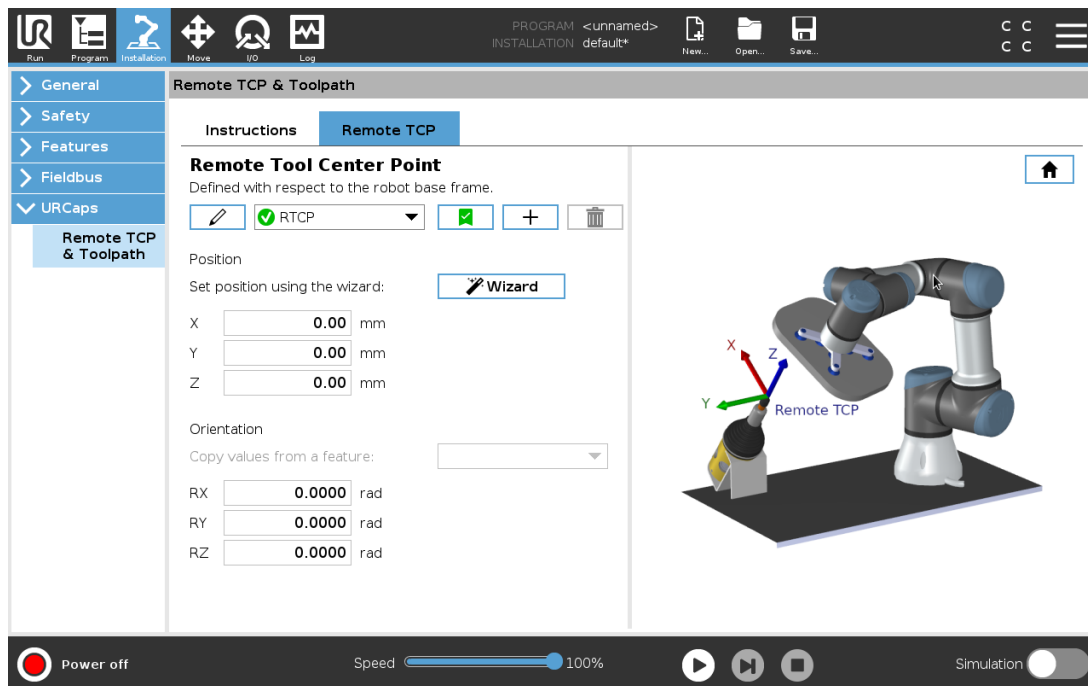 PROGRAM <unnamed>
INSTALLATION default*
Run Program Installation Move I/O Log New... Open... Save...
C C
C C
General
Safety
Features
Fieldbus
URCaps
Remote TCP
& Toolpath
Remote TCP & Toolpath
Instructions Remote TCP
Remote Tool Center Point
Defined with respect to the robot base frame.
RTCP
Position
Set position using the wizard: Wizard
X 0.00 mm
Y 0.00 mm
Z 0.00 mm
Orientation
Copy values from a feature:
RX 0.0000 rad
RY 0.0000 rad
RZ 0.0000 rad
X
Z
Y
Remote TCP
Power off Speed 100% Simulation